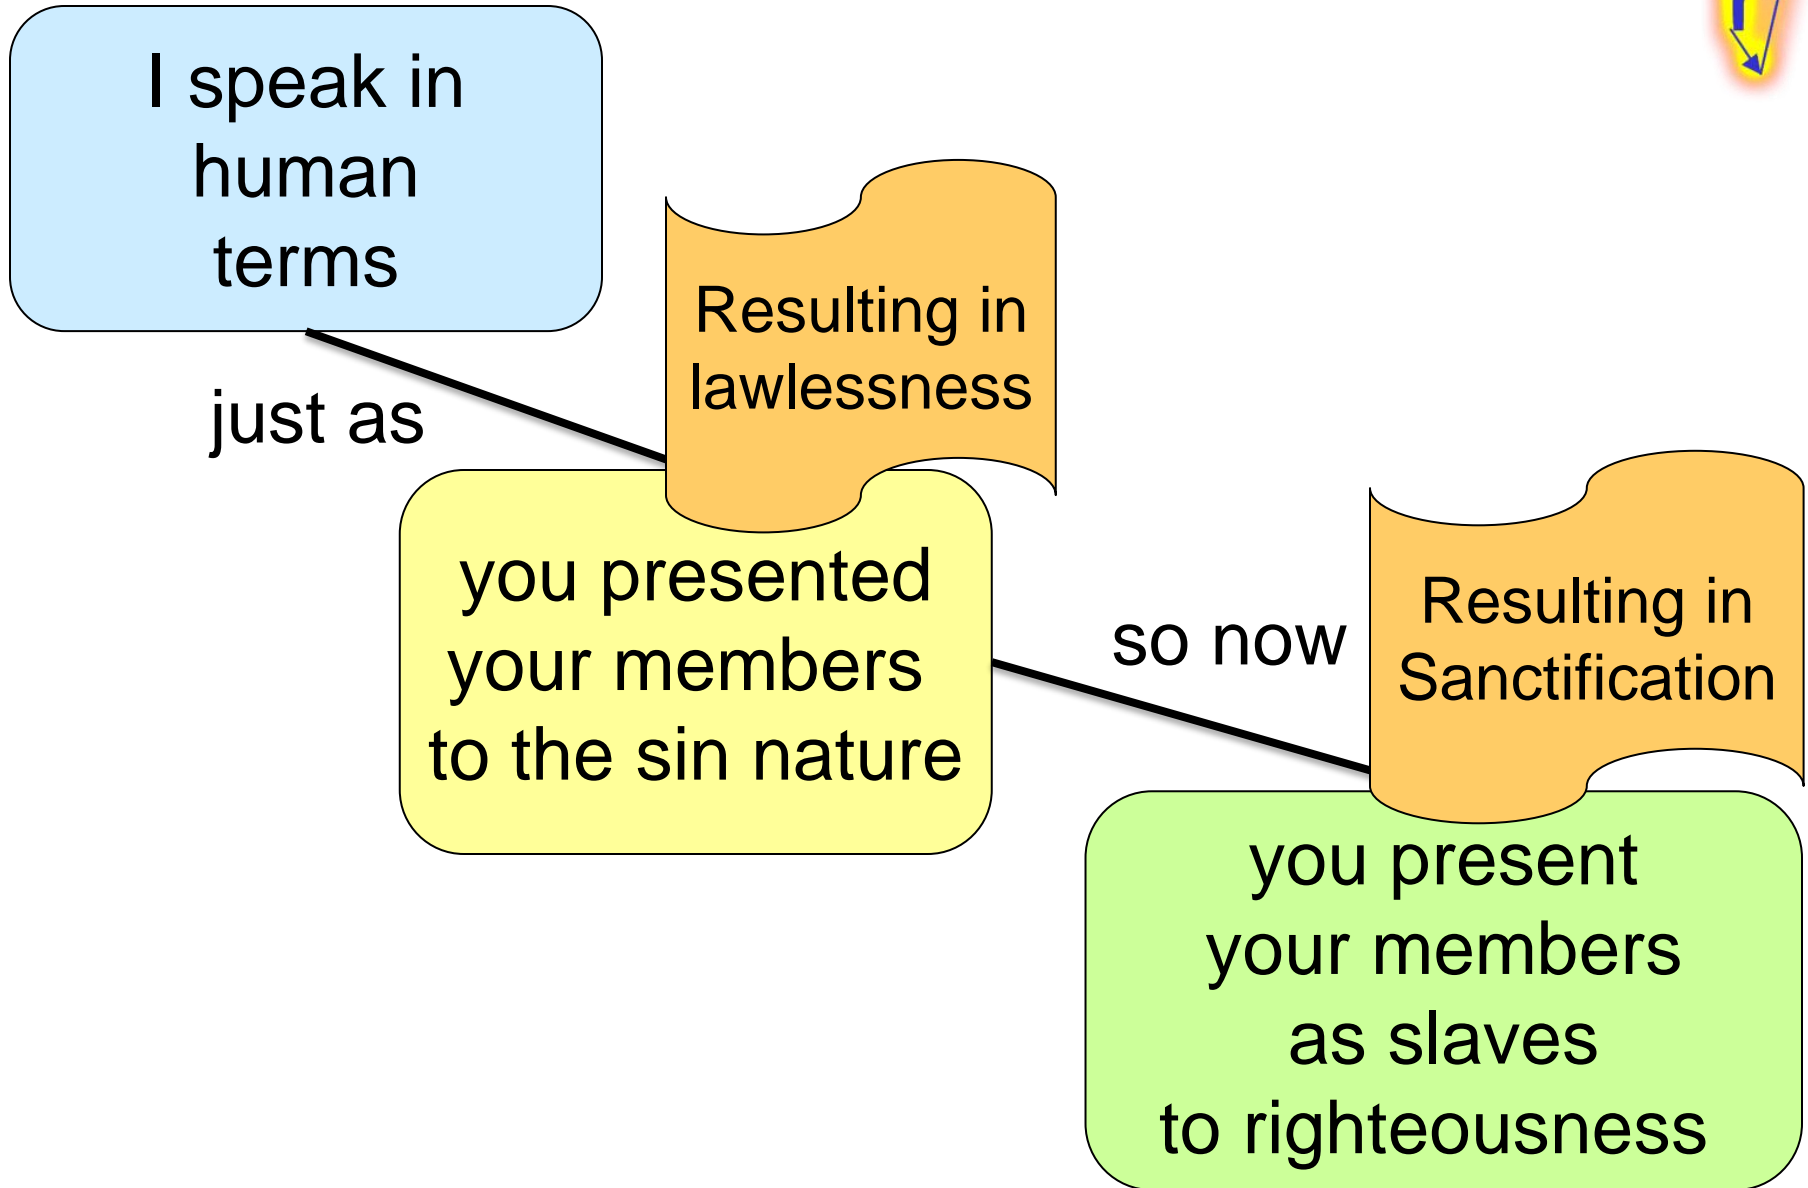 I speak in
human
terms
just as
Resulting in
lawlessness
you presented
your members
to the sin nature
so now
Resulting in
Sanctification
you present
your members
as slaves
to righteousness